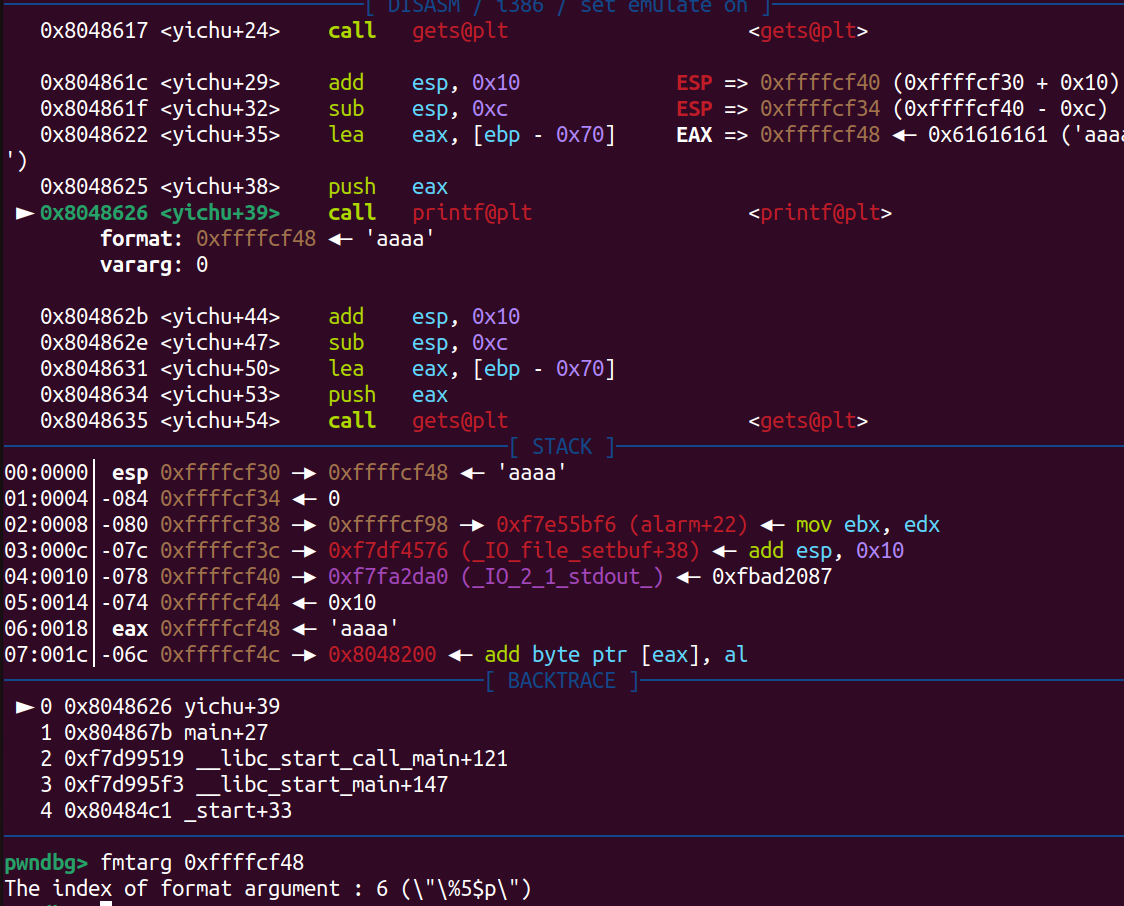 [ DISASM / i386 / set emulate on ]
0x8048617 <yichu+24> call gets@plt <gets@plt>
0x804861c <yichu+29> add esp, 0x10 ESP => 0xffffcf40 (0xffffcf30 + 0x10)
0x804861f <yichu+32> sub esp, 0xc ESP => 0xffffcf34 (0xffffcf40 - 0xc)
0x8048622 <yichu+35> lea eax, [ebp - 0x70] EAX => 0xffffcf48 ◂— 0x61616161 ('aaaa
')
0x8048625 <yichu+38> push eax
► 0x8048626 <yichu+39> call printf@plt <printf@plt>
format: 0xffffcf48 ◂— 'aaaa'
vararg: 0
0x804862b <yichu+44> add esp, 0x10
0x804862e <yichu+47> sub esp, 0xc
0x8048631 <yichu+50> lea eax, [ebp - 0x70]
0x8048634 <yichu+53> push eax
0x8048635 <yichu+54> call gets@plt <gets@plt>
[ STACK ]
00:0000│ esp 0xffffcf30 —▸ 0xffffcf48 ◂— 'aaaa'
01:0004│-084 0xffffcf34 ◂— 0
02:0008│-080 0xffffcf38 —▸ 0xffffcf98 —▸ 0xf7e55bf6 (alarm+22) ◂— mov ebx, edx
03:000c│-07c 0xffffcf3c —▸ 0xf7df4576 (_IO_file_setbuf+38) ◂— add esp, 0x10
04:0010│-078 0xffffcf40 —▸ 0xf7fa2da0 (_IO_2_1_stdout_) ◂— 0xfbad2087
05:0014│-074 0xffffcf44 ◂— 0x10
06:0018│ eax 0xffffcf48 ◂— 'aaaa'
07:001c│-06c 0xffffcf4c —▸ 0x8048200 ◂— add byte ptr [eax], al
[ BACKTRACE ]
► 0 0x8048626 yichu+39
1 0x804867b main+27
2 0xf7d99519 __libc_start_call_main+121
3 0xf7d995f3 __libc_start_main+147
4 0x80484c1 _start+33
pwndbg> fmtarg 0xffffcf48
The index of format argument : 6 (\"\%5$p\")